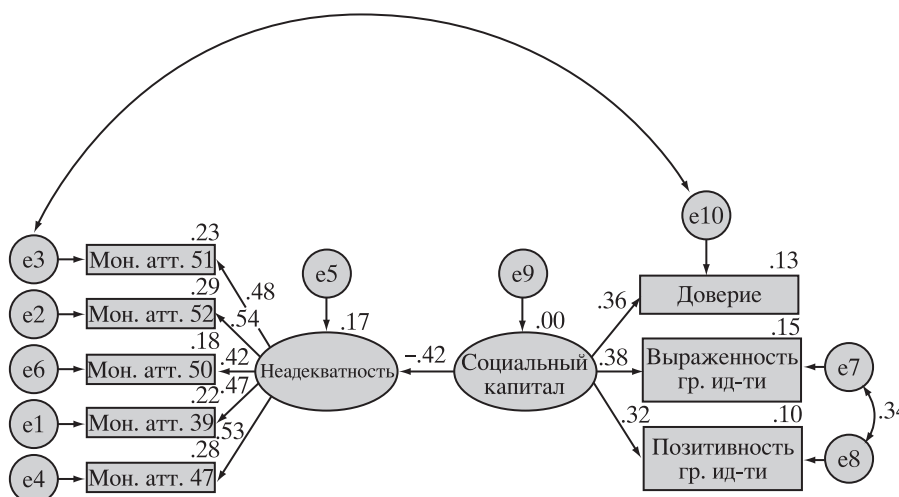 e10
.23
.13
e3
Мон. атт. 51
e5
e9
Доверие
.29
.48
.36
.15
e2
Мон. атт. 52
.54
.17
.00
.18
e6
Мон. атт. 50
.42
Неадекватность
–.42
Социальный
капитал
.38
Выраженность
гр. ид-ти
e7
.22
.47
.34
e1
Мон. атт. 39
.32
.10
.28
.53
e4
Мон. атт. 47
Позитивность
гр. ид-ти
e8